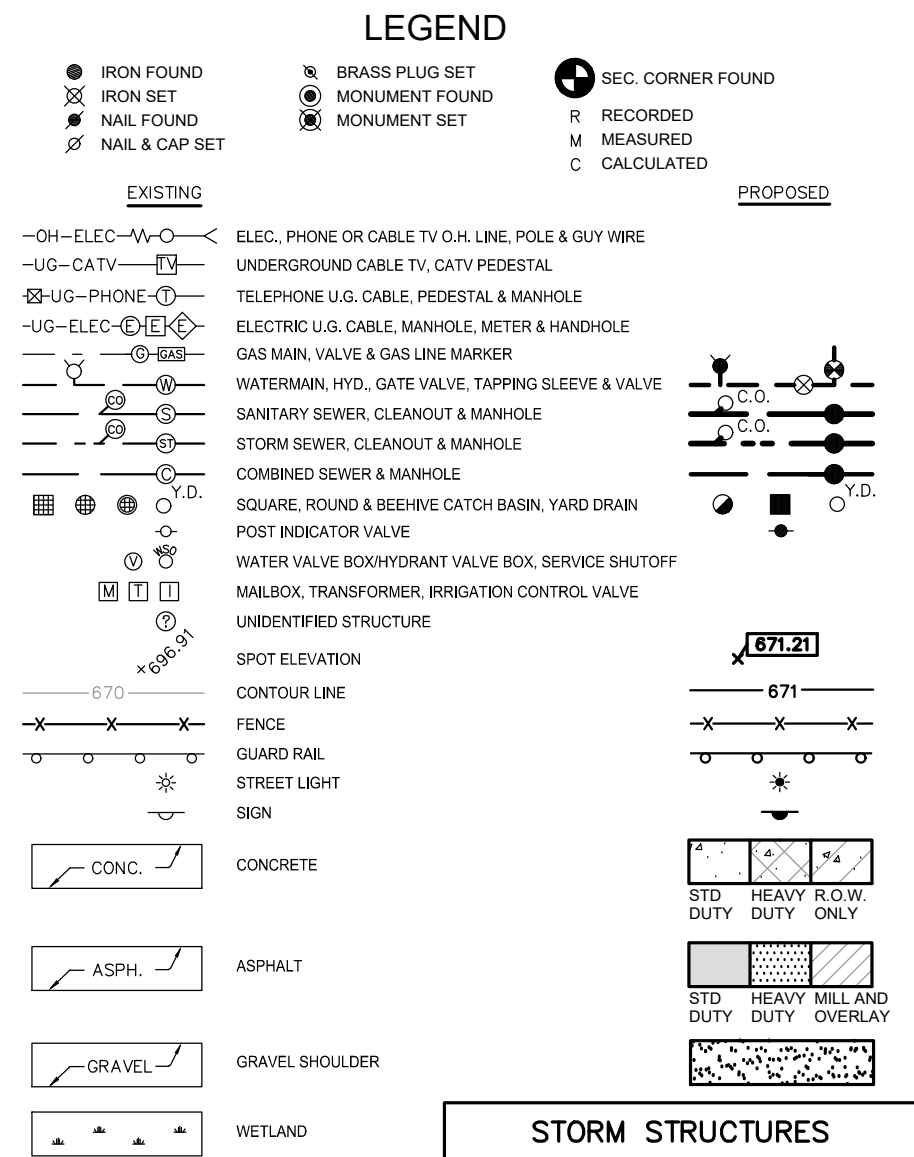 LEGEND
IRON FOUND
IRON SET
NAIL FOUND
NAIL & CAP SET
BRASS PLUG SET
MONUMENT FOUND
MONUMENT SET
SEC. CORNER FOUND
R RECORDED
M MEASURED
C CALCULATED
EXISTING PROPOSED
OH-ELEC ELEC., PHONE OR CABLE TV O.H. LINE, POLE & GUY WIRE
UG-CATV TV UNDERGROUND CABLE TV, CATV PEDESTAL
UG-PHONE T TELEPHONE U.G. CABLE, PEDESTAL & MANHOLE
UG-ELEC E E E ELECTRIC U.G. CABLE, MANHOLE, METER & HANDHOLE
G GAS GAS MAIN, VALVE & GAS LINE MARKER
W WATERMAIN, HYD., GATE VALVE, TAPPING SLEEVE & VALVE
CO S SANITARY SEWER, CLEANOUT & MANHOLE C.O.
CO ST STORM SEWER, CLEANOUT & MANHOLE C.O.
C COMBINED SEWER & MANHOLE
Y.D. SQUARE, ROUND & BEEHIVE CATCH BASIN, YARD DRAIN Y.D.
POST INDICATOR VALVE
V WSO WATER VALVE BOX/HYDRANT VALVE BOX, SERVICE SHUTOFF
M T I MAILBOX, TRANSFORMER, IRRIGATION CONTROL VALVE
? UNIDENTIFIED STRUCTURE
+696.91 SPOT ELEVATION 671.21
670 CONTOUR LINE 671
FENCE
GUARD RAIL
STREET LIGHT
SIGN
CONC. CONCRETE
STD DUTY
HEAVY DUTY
R.O.W. ONLY
ASPH. ASPHALT
STD DUTY
HEAVY DUTY
MILL AND OVERLAY
GRAVEL GRAVEL SHOULDER
WETLAND
STORM STRUCTURES